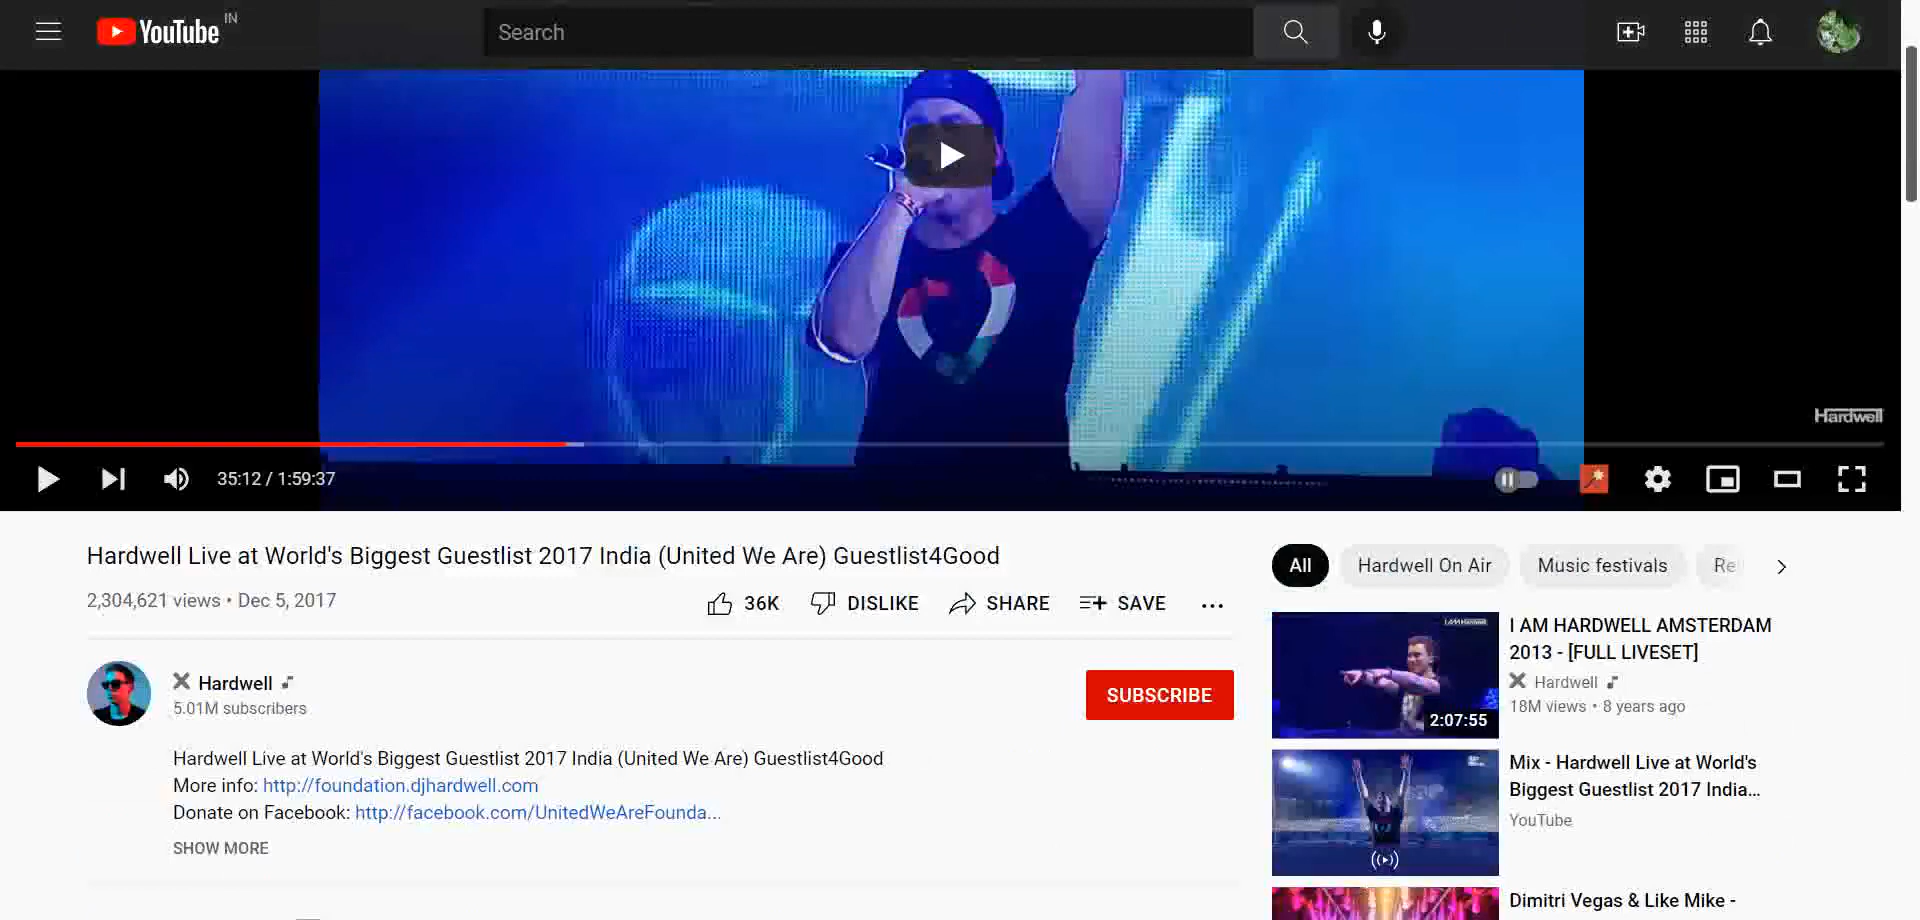 YouTube IN
Search
Hardwell
35:12 / 1:59:37
Hardwell Live at World's Biggest Guestlist 2017 India (United We Are) Guestlist4Good
2,304,621 views • Dec 5, 2017
36K DISLIKE SHARE SAVE
Hardwell
5.01M subscribers
SUBSCRIBE
Hardwell Live at World's Biggest Guestlist 2017 India (United We Are) Guestlist4Good
More info: http://foundation.djhardwell.com
Donate on Facebook: http://facebook.com/UnitedWeAreFounda...
SHOW MORE
All Hardwell On Air Music festivals Re
2:07:55
I AM HARDWELL AMSTERDAM
2013 - [FULL LIVESET]
Hardwell
18M views • 8 years ago
Mix - Hardwell Live at World's
Biggest Guestlist 2017 India...
YouTube
Dimitri Vegas & Like Mike -